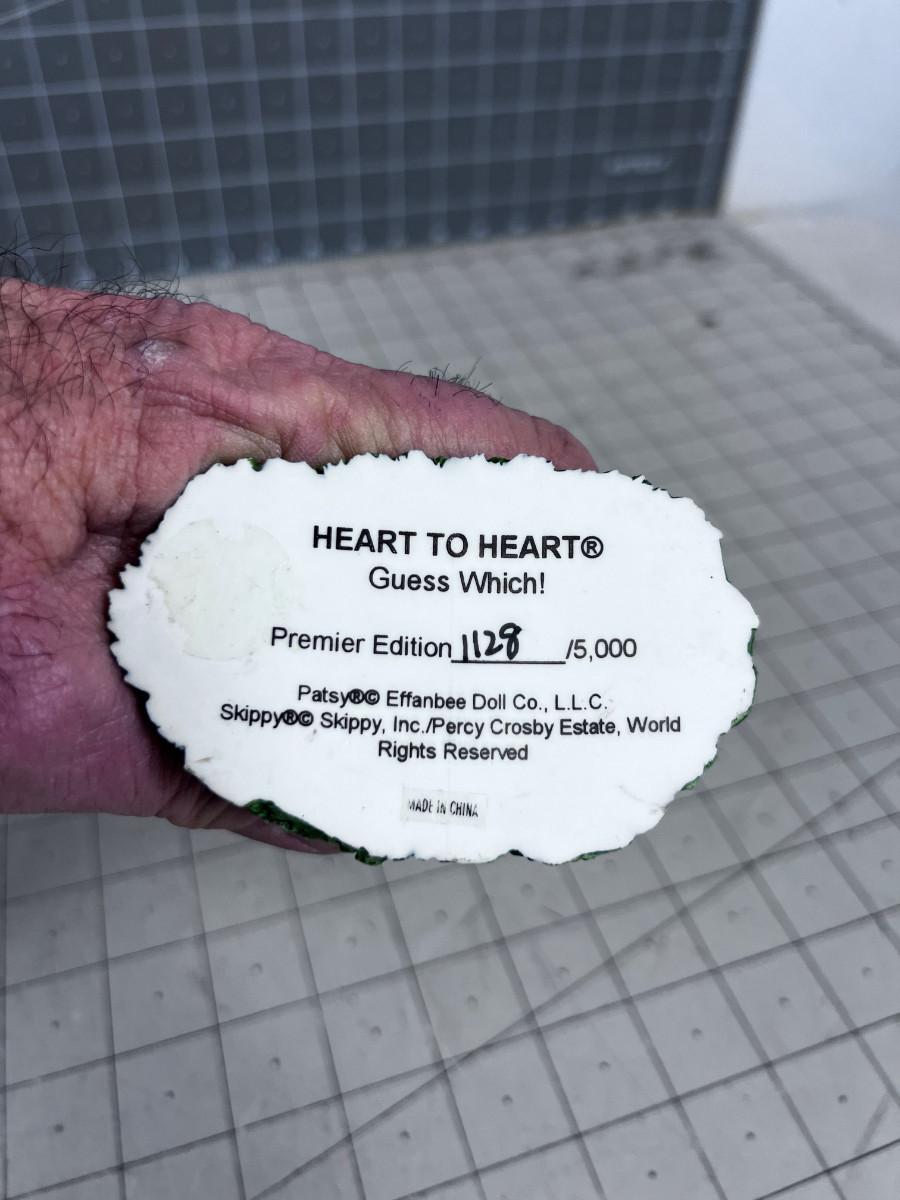 HEART TO HEART®
Guess Which!
Premier Edition 1128 /5,000
Patsy®© Effanbee Doll Co., L.L.C.
Skippy®© Skippy, Inc./Percy Crosby Estate, World
Rights Reserved
MADE IN CHINA